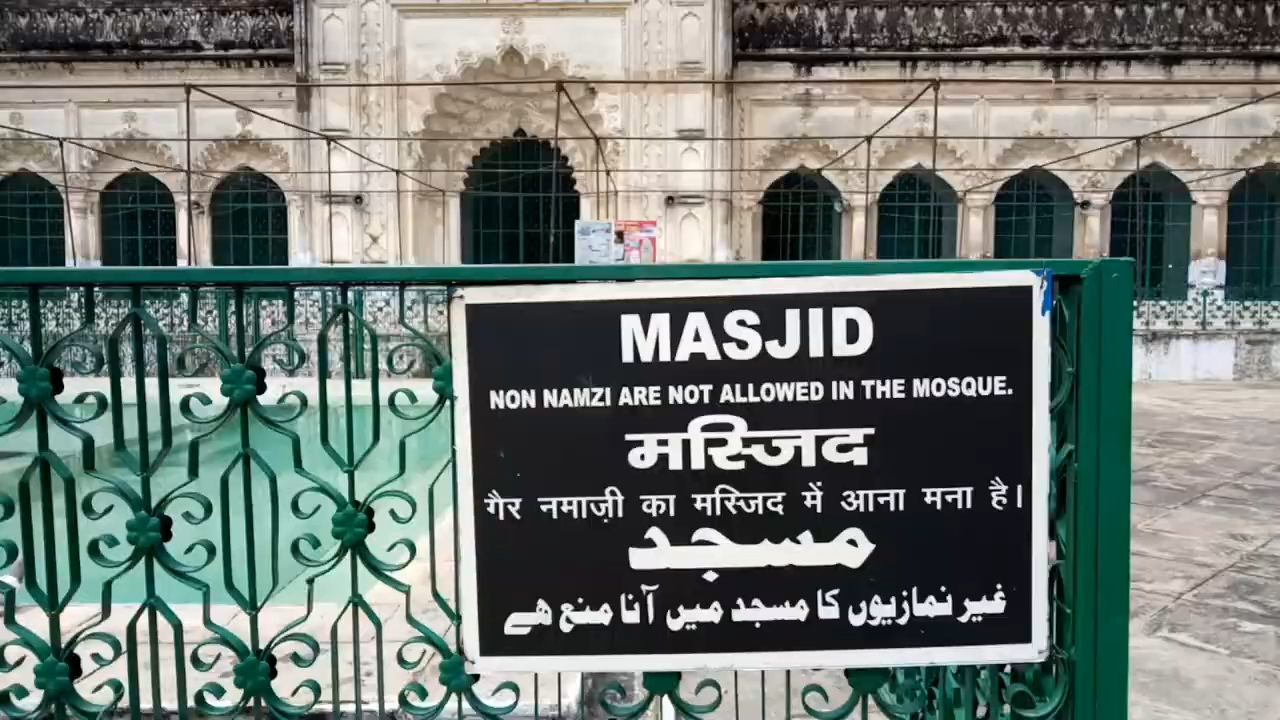 MASJID
NON NAMZI ARE NOT ALLOWED IN THE MOSQUE.
मस्जिद
गैर नमाज़ी का मस्जिद में आना मना है।
مسجد
غیر نمازیوں کا مسجد میں آنا منع ھے